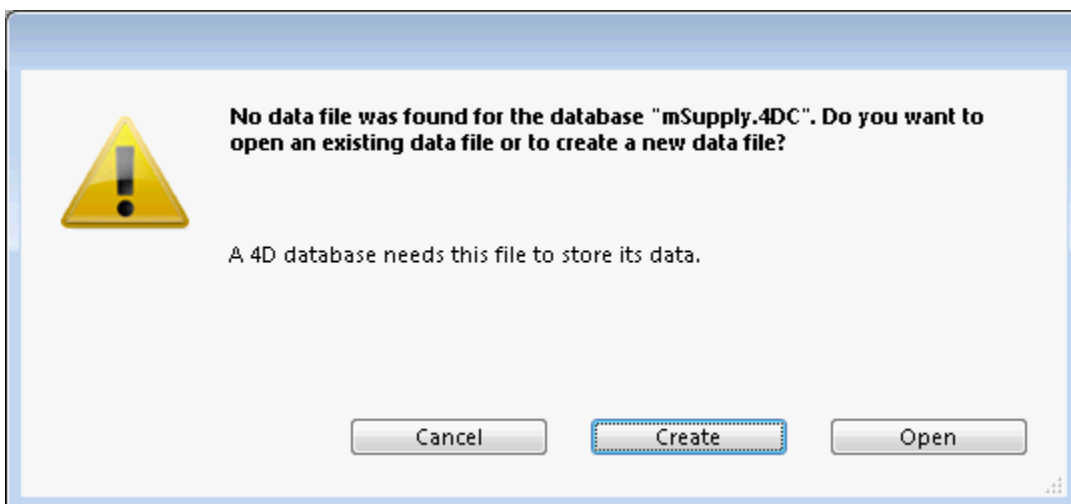 No data file was found for the database "mSupply.4DC". Do you want to
open an existing data file or to create a new data file?
A 4D database needs this file to store its data.
Cancel Create Open